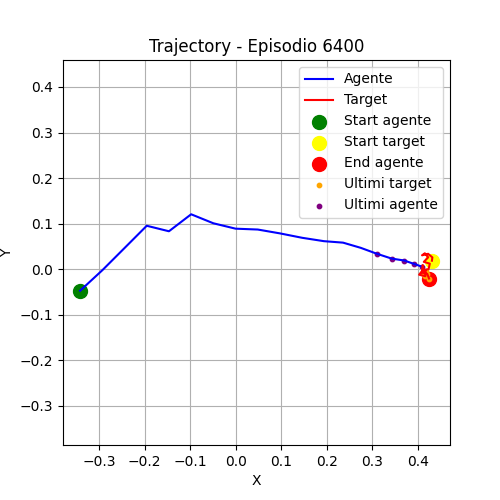 Trajectory - Episodio 6400
Agente
Target
Start agente
Start target
End agente
Ultimi target
Ultimi agente
0.4
0.3
0.2
0.1
0.0
−0.1
−0.2
−0.3
Y
−0.3
−0.2
−0.1
0.0
0.1
0.2
0.3
0.4
X